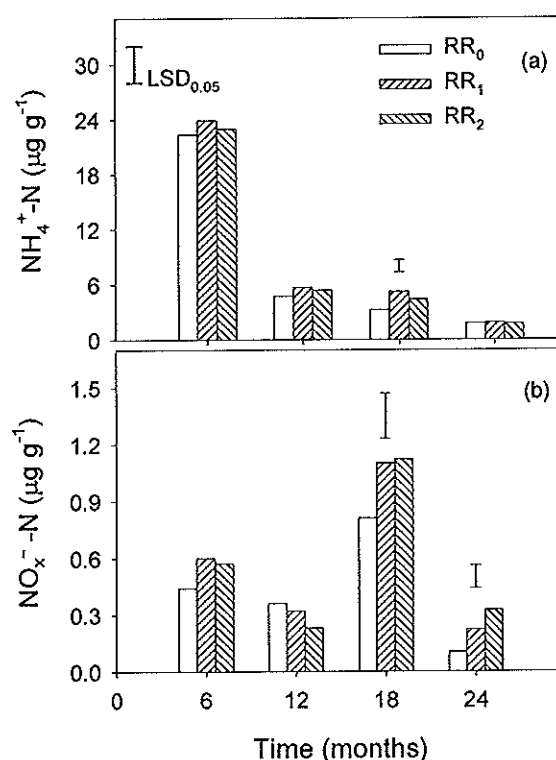 RR₀
RR₁
RR₂
(a)
LSD₀.₀₅
30
24
18
12
6
0
NH₄⁺-N (µg g⁻¹)
(b)
1.5
1.2
0.9
0.6
0.3
0.0
NOₓ⁻-N (µg g⁻¹)
0 6 12 18 24
Time (months)